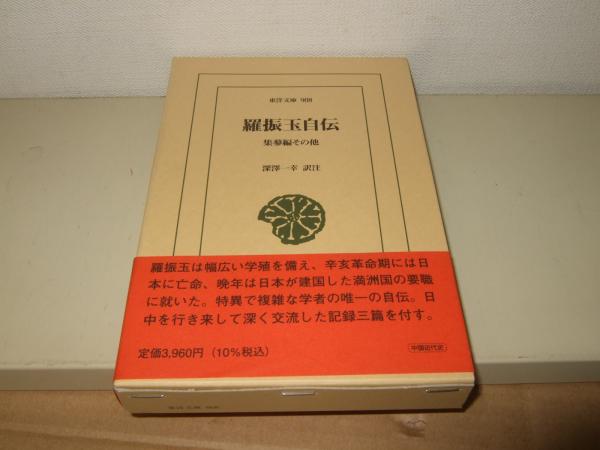 東洋文庫 908
羅振玉自伝
集蓼編その他
深澤一幸 訳注
羅振玉は幅広い学殖を備え、辛亥革命期には日
本に亡命、晩年は日本が建国した満洲国の要職
に就いた。特異で複雑な学者の唯一の自伝。日
中を行き来して深く交流した記録三篇を付す。
定価3,960円（10%税込）
中国近代史
東洋文庫 908